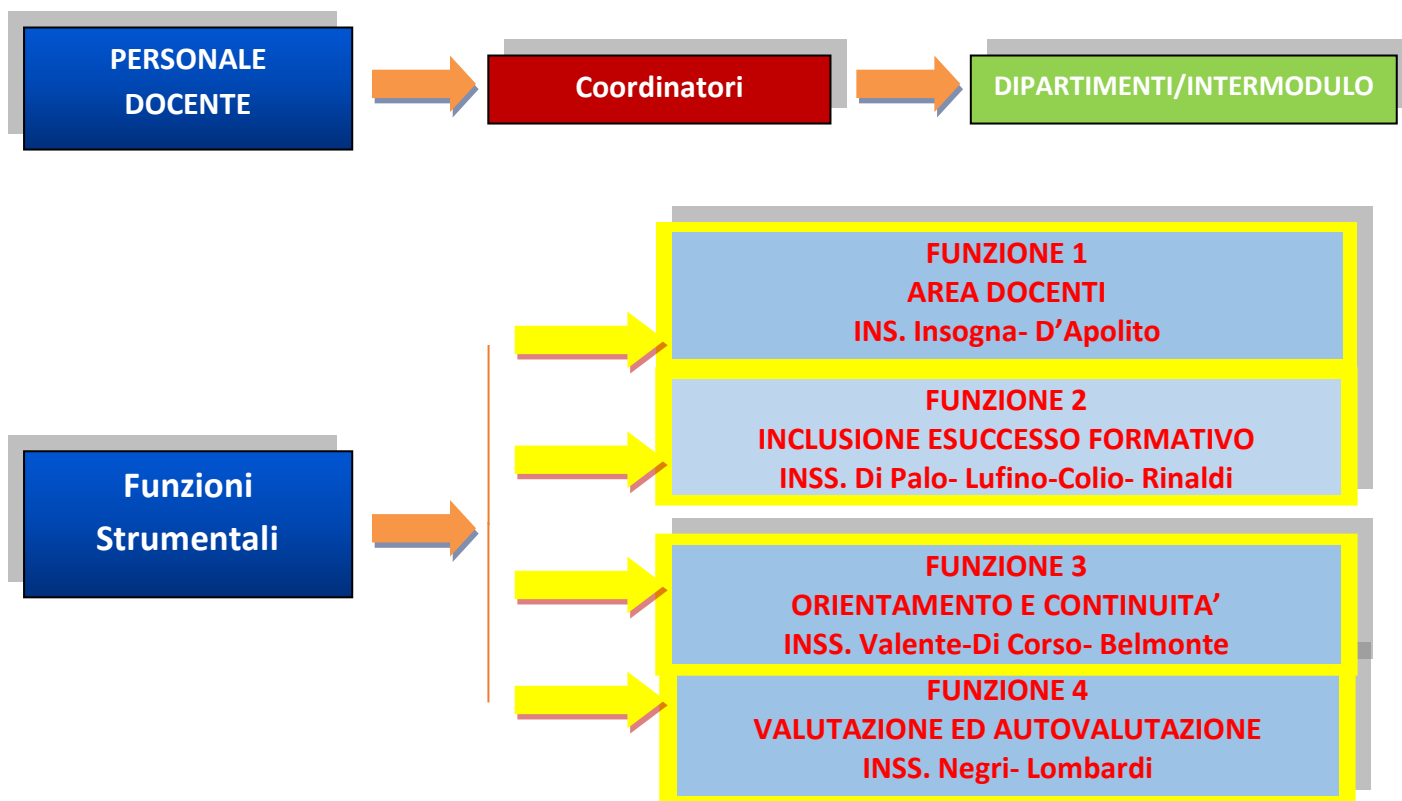 PERSONALE
DOCENTE
Coordinatori
DIPARTIMENTI/INTERMODULO
Funzioni
Strumentali
FUNZIONE 1
AREA DOCENTI
INS. Insogna- D’Apolito
FUNZIONE 2
INCLUSIONE ESUCCESSO FORMATIVO
INSS. Di Palo- Lufino-Colio- Rinaldi
FUNZIONE 3
ORIENTAMENTO E CONTINUITA’
INSS. Valente-Di Corso- Belmonte
FUNZIONE 4
VALUTAZIONE ED AUTOVALUTAZIONE
INSS. Negri- Lombardi